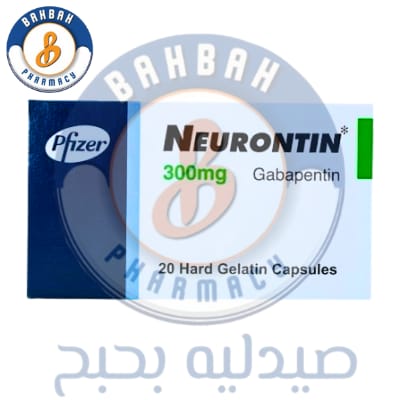 BAHBAH
PHARMACY
BAHBAH
Pfizer
NEURONTIN*
300mg Gabapentin
PHARMACY
20 Hard Gelatin Capsules
صيدليه بحبح